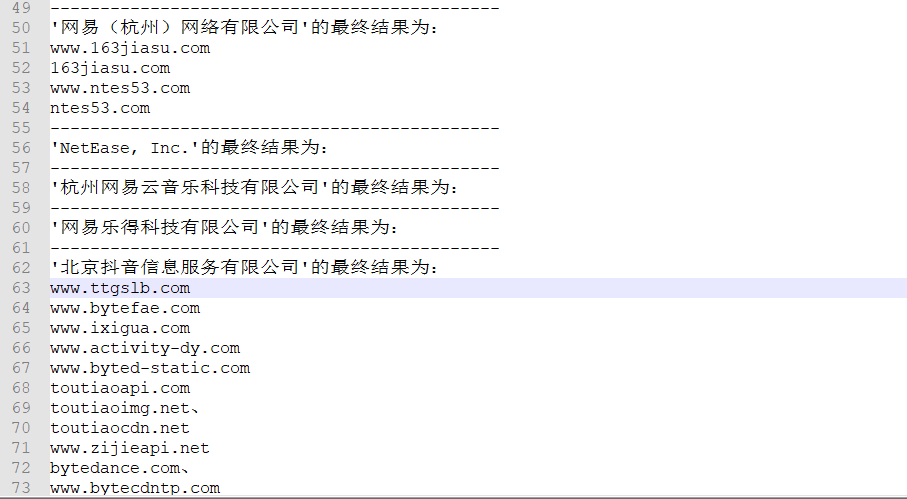 49 ---------------------------------------------
50 '网易（杭州）网络有限公司'的最终结果为：
51 www.163jiasu.com
52 163jiasu.com
53 www.ntes53.com
54 ntes53.com
55 ---------------------------------------------
56 'NetEase, Inc.'的最终结果为：
57 ---------------------------------------------
58 '杭州网易云音乐科技有限公司'的最终结果为：
59 ---------------------------------------------
60 '网易乐得科技有限公司'的最终结果为：
61 ---------------------------------------------
62 '北京抖音信息服务有限公司'的最终结果为：
63 www.ttgslb.com
64 www.bytefae.com
65 www.ixigua.com
66 www.activity-dy.com
67 www.byted-static.com
68 toutiaoapi.com
69 toutiaoimg.net、
70 toutiaocdn.net
71 www.zijieapi.net
72 bytedance.com、
73 www.bytecdntp.com